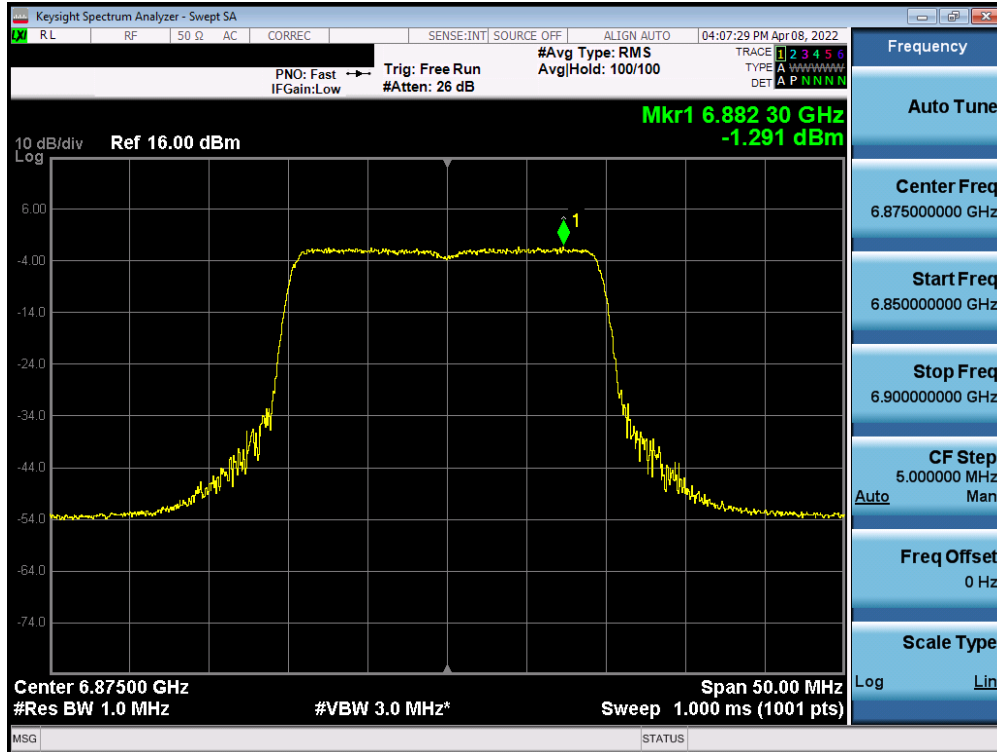 Keysight Spectrum Analyzer - Swept SA
LXI RL RF 50 Ω AC CORREC SENSE:INT SOURCE OFF ALIGN AUTO 04:07:29 PM Apr 08, 2022
PNO: Fast
IFGain:Low
Trig: Free Run
#Atten: 26 dB
#Avg Type: RMS
Avg|Hold: 100/100
TRACE 1 2 3 4 5 6
TYPE A WWWWW
DET A P N N N N
Mkr1 6.882 30 GHz
-1.291 dBm
10 dB/div Ref 16.00 dBm
Log
1
6.00
-4.00
-14.0
-24.0
-34.0
-44.0
-54.0
-64.0
-74.0
Center 6.87500 GHz Span 50.00 MHz
#Res BW 1.0 MHz #VBW 3.0 MHz* Sweep 1.000 ms (1001 pts)
MSG STATUS
Frequency
Auto Tune
Center Freq
6.875000000 GHz
Start Freq
6.850000000 GHz
Stop Freq
6.900000000 GHz
CF Step
5.000000 MHz
Auto Man
Freq Offset
0 Hz
Scale Type
Log Lin